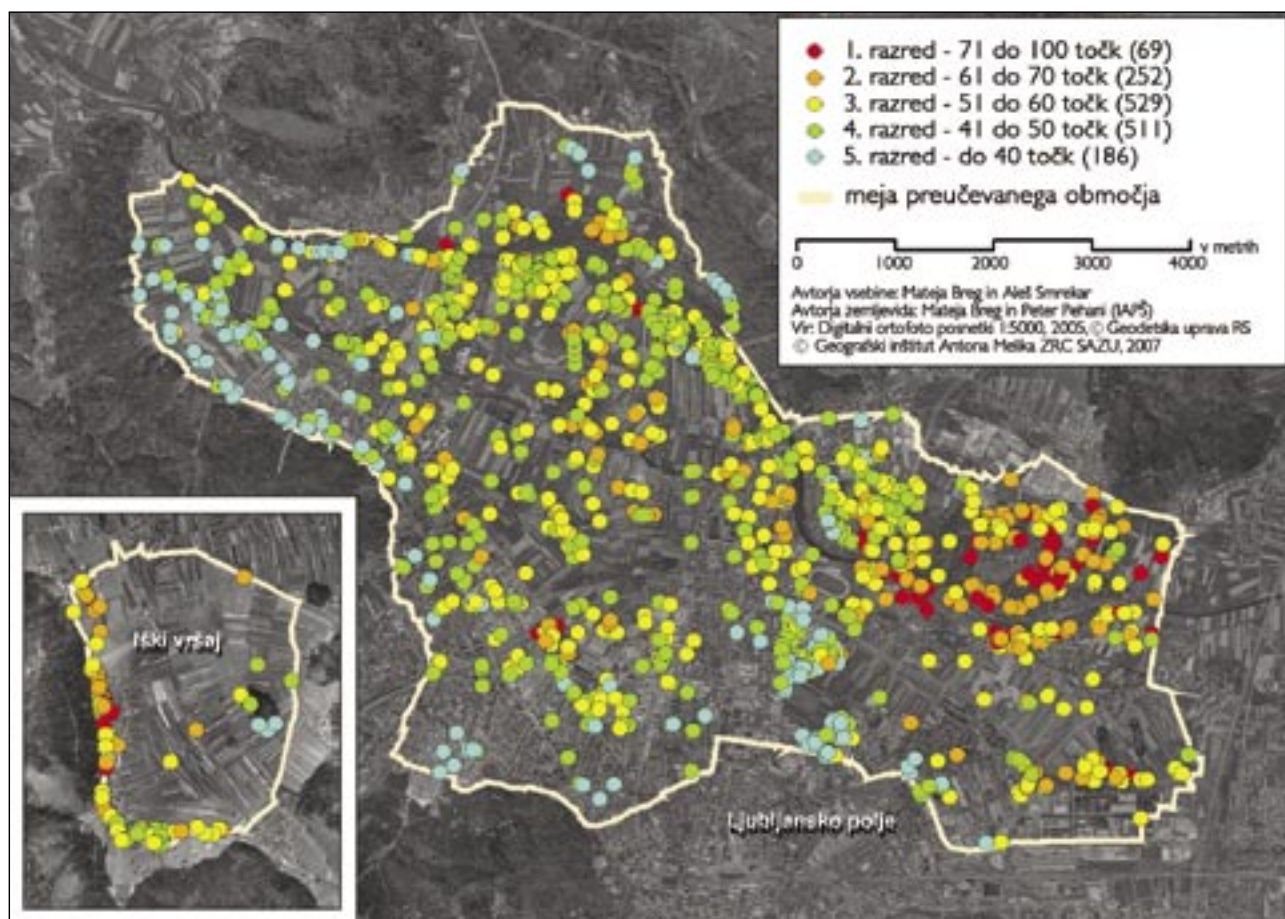 1. razred - 71 do 100 točk (69)
2. razred - 61 do 70 točk (252)
3. razred - 51 do 60 točk (529)
4. razred - 41 do 50 točk (511)
5. razred - do 40 točk (186)
meja preučevanega območja
v metrih
0 1000 2000 3000 4000
Avtorja vsebine: Mateja Breg in Aleš Smrekar
Avtorja zemljevida: Mateja Breg in Peter Pehani (IAPŠ)
Vir: Digitalni ortofoto posnetki 1:5000, 2005, © Geodetska uprava RS
© Geografski inštitut Antona Melika ZRC SAZU, 2007
Iški vršaj
Ljubljansko polje